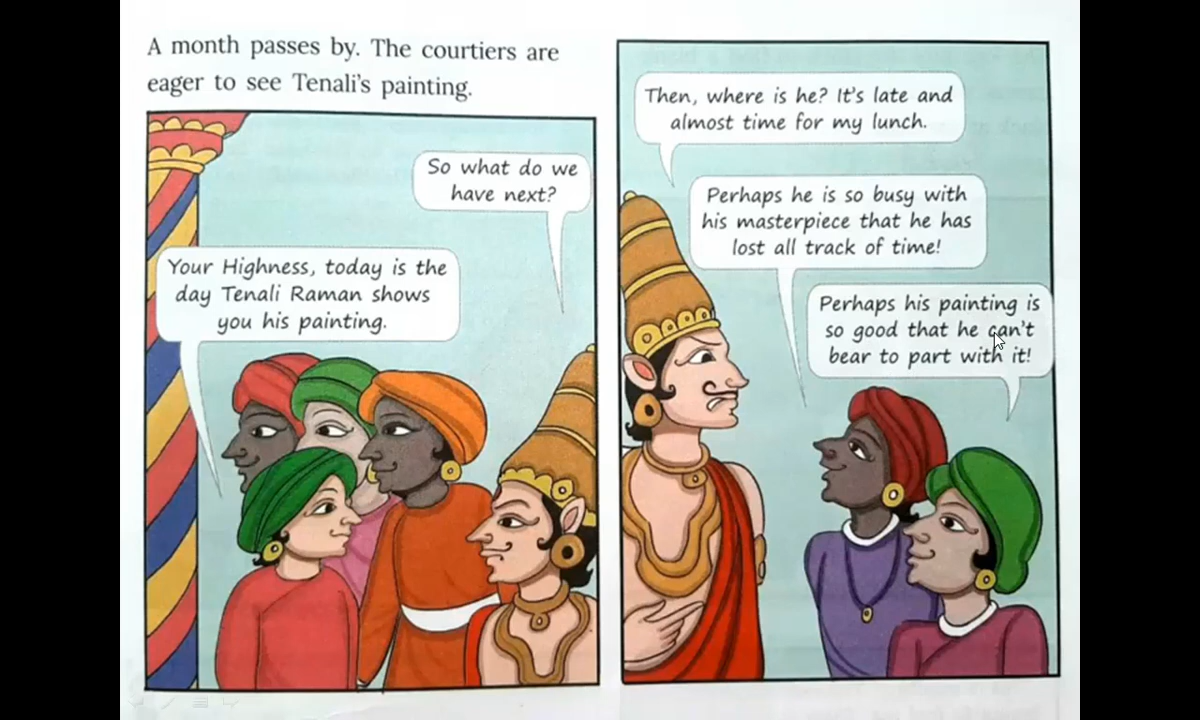 A month passes by. The courtiers are
eager to see Tenali's painting.
So what do we
have next?
Your Highness, today is the
day Tenali Raman shows
you his painting.
Then, where is he? It's late and
almost time for my lunch.
Perhaps he is so busy with
his masterpiece that he has
lost all track of time!
Perhaps his painting is
so good that he can't
bear to part with it!